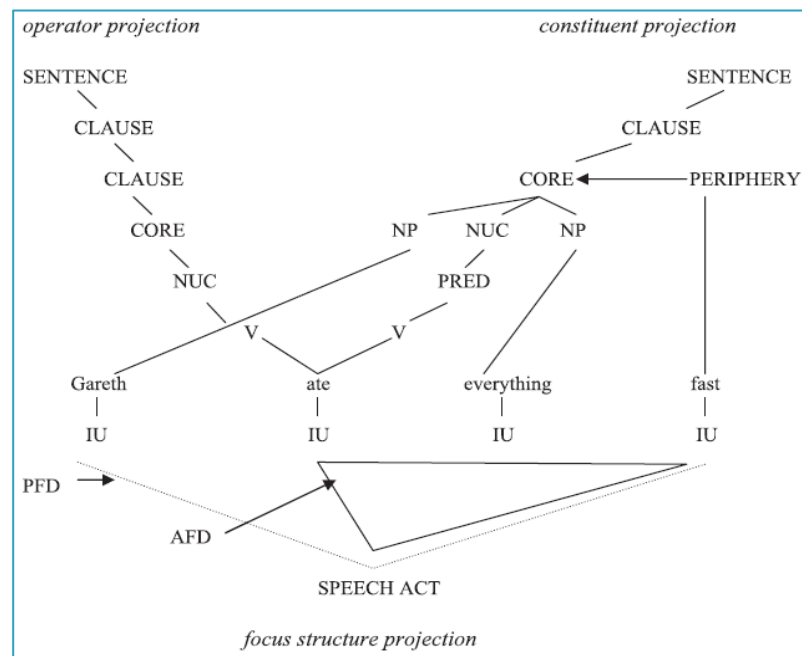 operator projection constituent projection
SENTENCE SENTENCE
CLAUSE CLAUSE
CLAUSE CORE PERIPHERY
CORE NP NUC NP
NUC PRED
V V
Gareth ate everything fast
IU IU IU IU
PFD
AFD
SPEECH ACT
focus structure projection